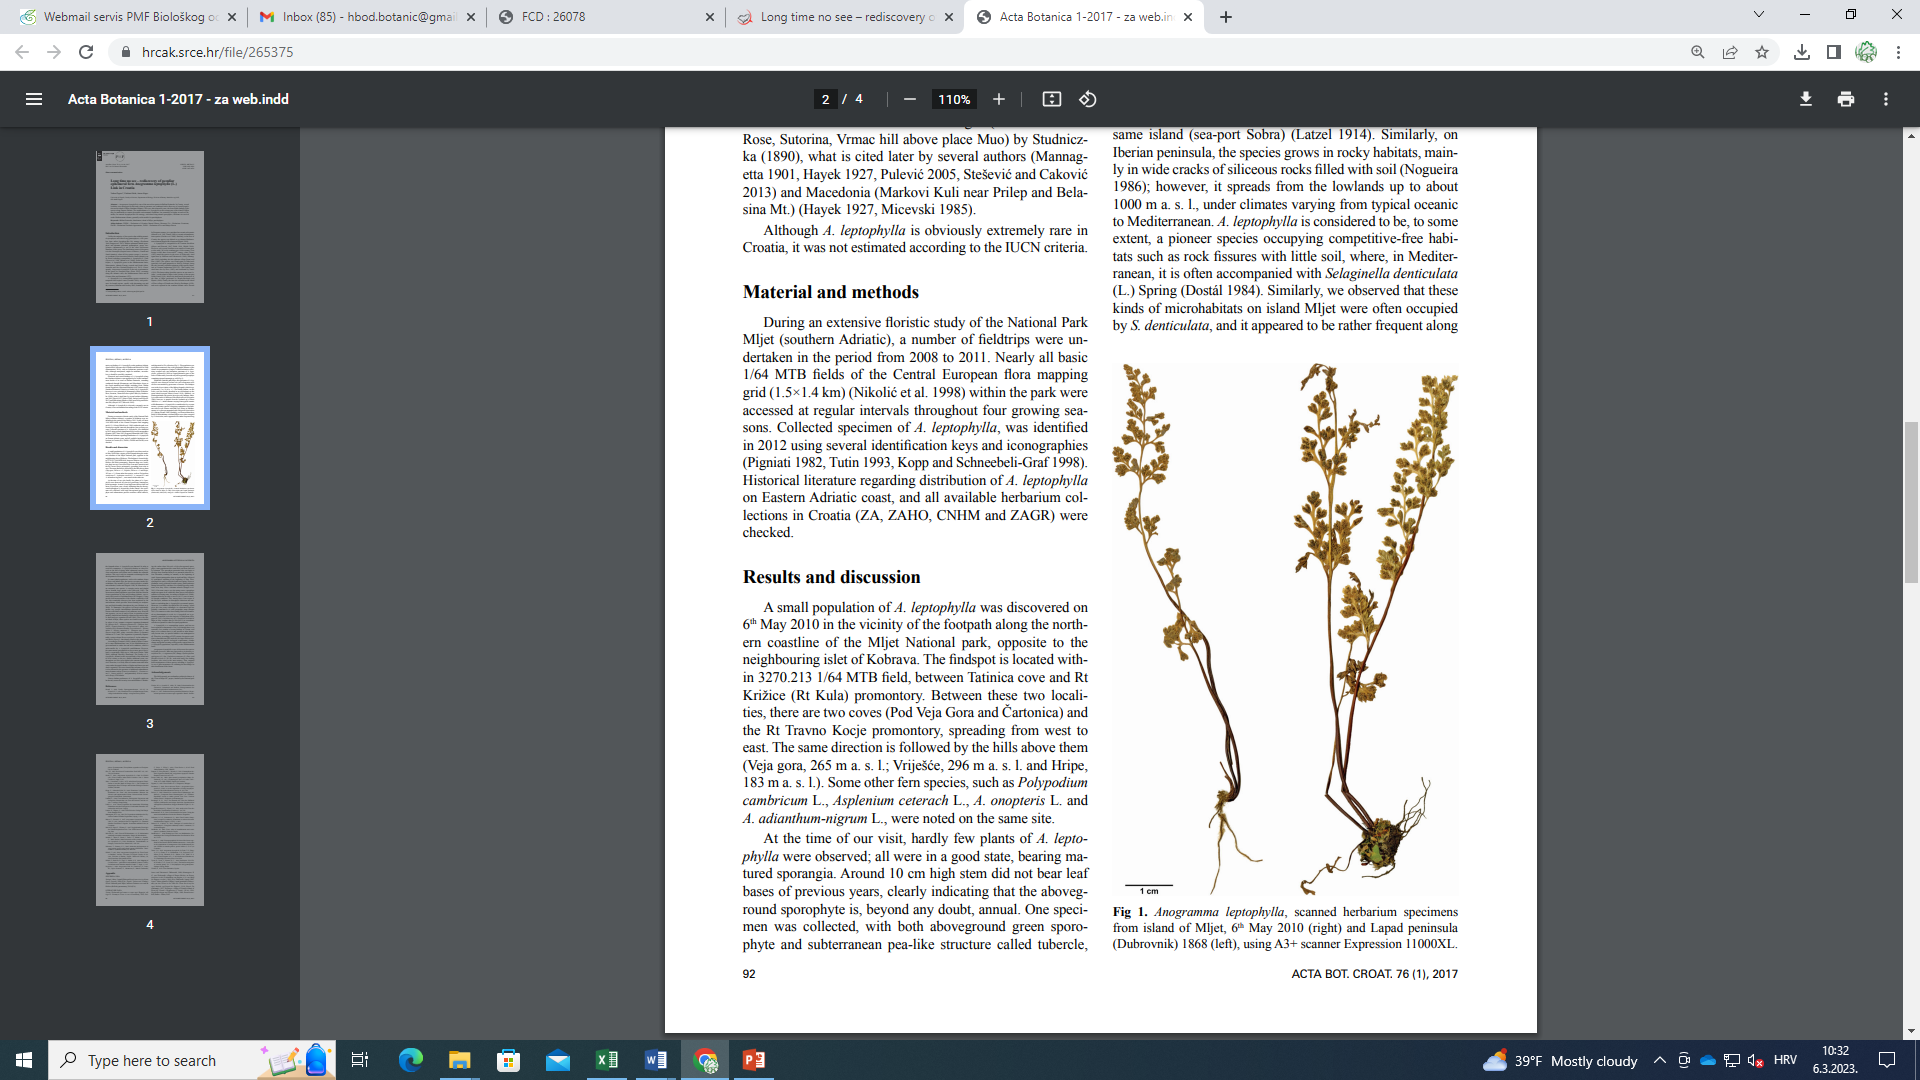 Webmail servis PMF Biološkog o
Inbox (85) - hbod.botanic@gmai
FCD : 26078
Long time no see – rediscovery o
Acta Botanica 1-2017 - za web.in
hrcak.srce.hr/file/265375
Acta Botanica 1-2017 - za web.indd
2 / 4
110%
1
2
3
4
Rose, Sutorina, Vrmac hill above place Muo) by Studnicz-
ka (1890), what is cited later by several authors (Mannag-
etta 1901, Hayek 1927, Pulević 2005, Stešević and Caković
2013) and Macedonia (Markovi Kuli near Prilep and Bela-
sina Mt.) (Hayek 1927, Micevski 1985).
Although A. leptophylla is obviously extremely rare in
Croatia, it was not estimated according to the IUCN criteria.
Material and methods
During an extensive floristic study of the National Park
Mljet (southern Adriatic), a number of fieldtrips were un-
dertaken in the period from 2008 to 2011. Nearly all basic
1/64 MTB fields of the Central European flora mapping
grid (1.5×1.4 km) (Nikolić et al. 1998) within the park were
accessed at regular intervals throughout four growing sea-
sons. Collected specimen of A. leptophylla, was identified
in 2012 using several identification keys and iconographies
(Pigniati 1982, Tutin 1993, Kopp and Schneebeli-Graf 1998).
Historical literature regarding distribution of A. leptophylla
on Eastern Adriatic coast, and all available herbarium col-
lections in Croatia (ZA, ZAHO, CNHM and ZAGR) were
checked.
Results and discussion
A small population of A. leptophylla was discovered on
6th May 2010 in the vicinity of the footpath along the north-
ern coastline of the Mljet National park, opposite to the
neighbouring islet of Kobrava. The findspot is located with-
in 3270.213 1/64 MTB field, between Tatinica cove and Rt
Križice (Rt Kula) promontory. Between these two locali-
ties, there are two coves (Pod Veja Gora and Čartonica) and
the Rt Travno Kocje promontory, spreading from west to
east. The same direction is followed by the hills above them
(Veja gora, 265 m a. s. l.; Vriješće, 296 m a. s. l. and Hripe,
183 m a. s. l.). Some other fern species, such as Polypodium
cambricum L., Asplenium ceterach L., A. onopteris L. and
A. adianthum-nigrum L., were noted on the same site.
At the time of our visit, hardly few plants of A. lepto-
phylla were observed; all were in a good state, bearing ma-
tured sporangia. Around 10 cm high stem did not bear leaf
bases of previous years, clearly indicating that the aboveg-
round sporophyte is, beyond any doubt, annual. One speci-
men was collected, with both aboveground green sporo-
phyte and subterranean pea-like structure called tubercle,
same island (sea-port Sobra) (Latzel 1914). Similarly, on
Iberian peninsula, the species grows in rocky habitats, main-
ly in wide cracks of siliceous rocks filled with soil (Nogueira
1986); however, it spreads from the lowlands up to about
1000 m a. s. l., under climates varying from typical oceanic
to Mediterranean. A. leptophylla is considered to be, to some
extent, a pioneer species occupying competitive-free habi-
tats such as rock fissures with little soil, where, in Mediter-
ranean, it is often accompanied with Selaginella denticulata
(L.) Spring (Dostál 1984). Similarly, we observed that these
kinds of microhabitats on island Mljet were often occupied
by S. denticulata, and it appeared to be rather frequent along
1 cm
Fig 1. Anogramma leptophylla, scanned herbarium specimens
from island of Mljet, 6th May 2010 (right) and Lapad peninsula
(Dubrovnik) 1868 (left), using A3+ scanner Expression 11000XL.
92
ACTA BOT. CROAT. 76 (1), 2017
Type here to search
39°F Mostly cloudy
HRV
10:32
6.3.2023.